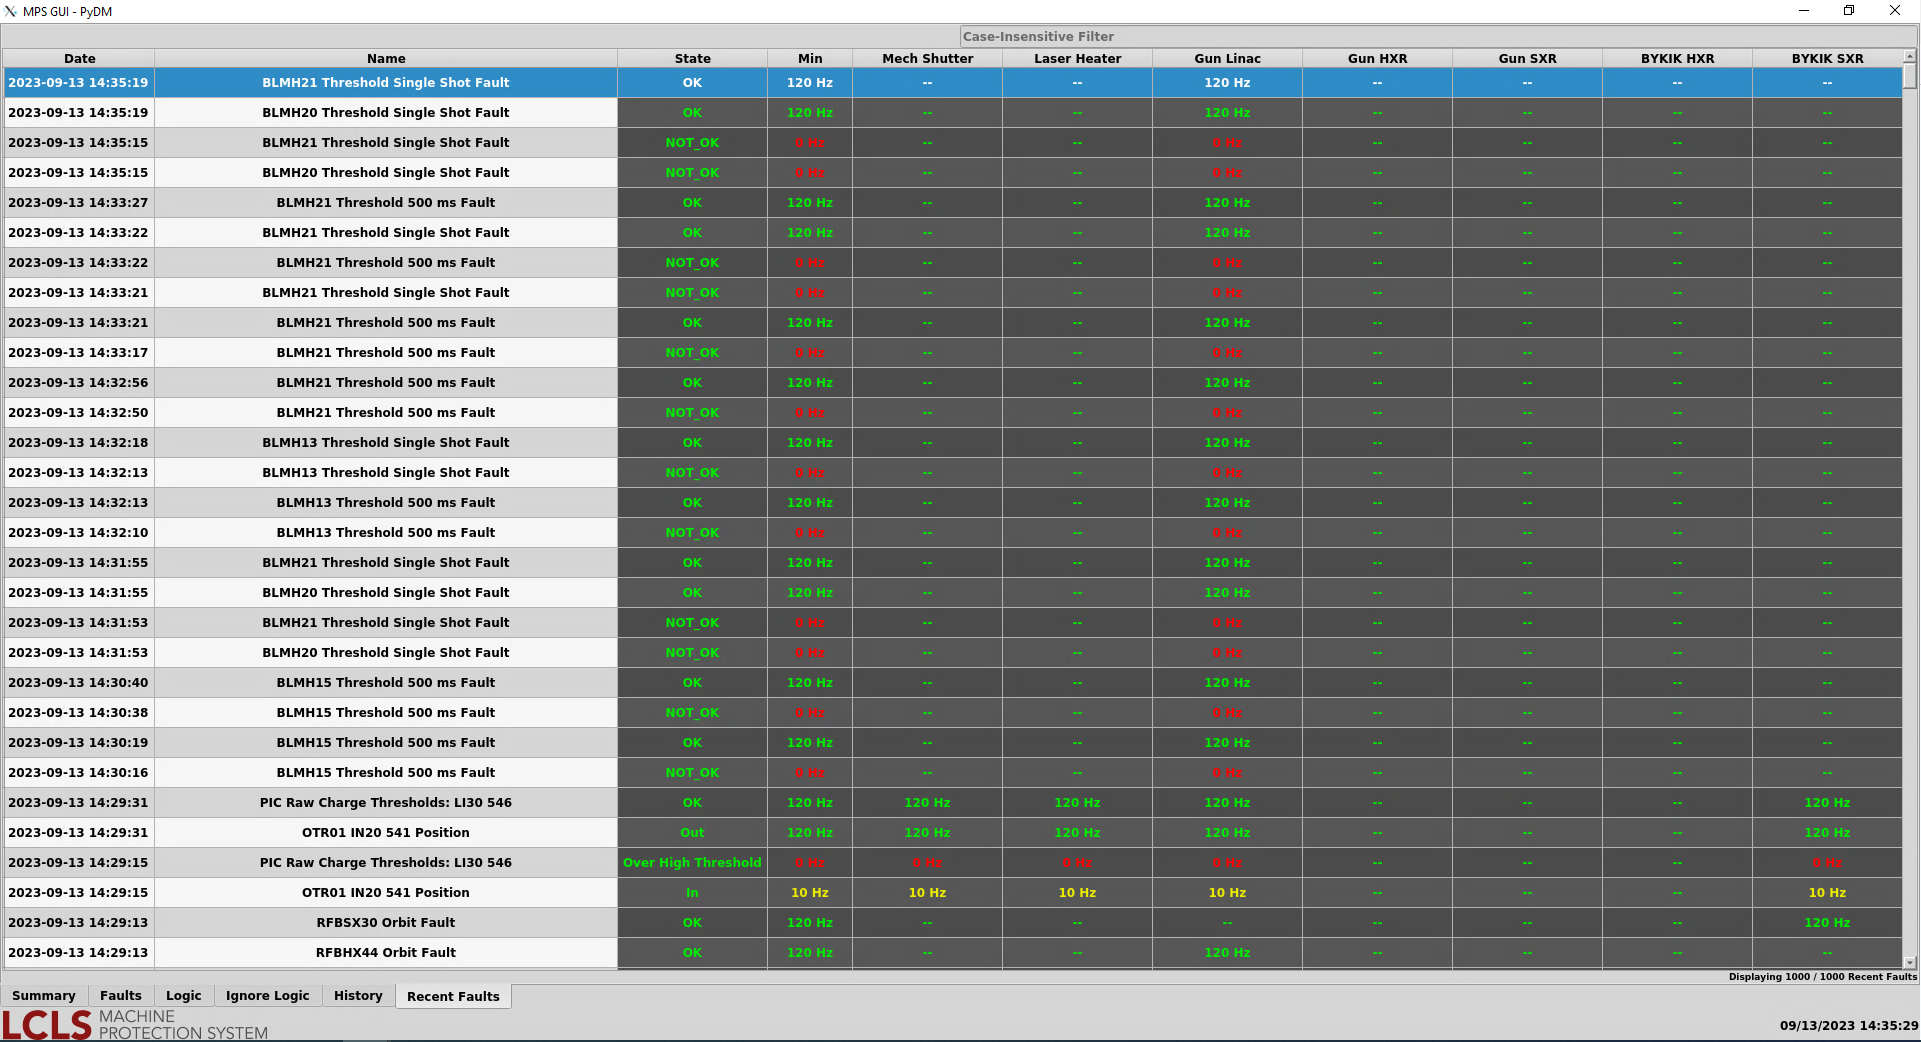 MPS GUI - PyDM
Case-Insensitive Filter
Date Name State Min Mech Shutter Laser Heater Gun Linac Gun HXR Gun SXR BYKIK HXR BYKIK SXR
2023-09-13 14:35:19 BLMH21 Threshold Single Shot Fault OK 120 Hz -- -- 120 Hz -- -- -- --
2023-09-13 14:35:19 BLMH20 Threshold Single Shot Fault OK 120 Hz -- -- 120 Hz -- -- -- --
2023-09-13 14:35:15 BLMH21 Threshold Single Shot Fault NOT_OK 0 Hz -- -- 0 Hz -- -- -- --
2023-09-13 14:35:15 BLMH20 Threshold Single Shot Fault NOT_OK 0 Hz -- -- 0 Hz -- -- -- --
2023-09-13 14:33:27 BLMH21 Threshold 500 ms Fault OK 120 Hz -- -- 120 Hz -- -- -- --
2023-09-13 14:33:22 BLMH21 Threshold Single Shot Fault OK 120 Hz -- -- 120 Hz -- -- -- --
2023-09-13 14:33:22 BLMH21 Threshold 500 ms Fault NOT_OK 0 Hz -- -- 0 Hz -- -- -- --
2023-09-13 14:33:21 BLMH21 Threshold Single Shot Fault NOT_OK 0 Hz -- -- 0 Hz -- -- -- --
2023-09-13 14:33:21 BLMH21 Threshold 500 ms Fault OK 120 Hz -- -- 120 Hz -- -- -- --
2023-09-13 14:33:17 BLMH21 Threshold 500 ms Fault NOT_OK 0 Hz -- -- 0 Hz -- -- -- --
2023-09-13 14:32:56 BLMH21 Threshold 500 ms Fault OK 120 Hz -- -- 120 Hz -- -- -- --
2023-09-13 14:32:50 BLMH21 Threshold 500 ms Fault NOT_OK 0 Hz -- -- 0 Hz -- -- -- --
2023-09-13 14:32:18 BLMH13 Threshold Single Shot Fault OK 120 Hz -- -- 120 Hz -- -- -- --
2023-09-13 14:32:13 BLMH13 Threshold Single Shot Fault NOT_OK 0 Hz -- -- 0 Hz -- -- -- --
2023-09-13 14:32:13 BLMH13 Threshold 500 ms Fault OK 120 Hz -- -- 120 Hz -- -- -- --
2023-09-13 14:32:10 BLMH13 Threshold 500 ms Fault NOT_OK 0 Hz -- -- 0 Hz -- -- -- --
2023-09-13 14:31:55 BLMH21 Threshold Single Shot Fault OK 120 Hz -- -- 120 Hz -- -- -- --
2023-09-13 14:31:55 BLMH20 Threshold Single Shot Fault OK 120 Hz -- -- 120 Hz -- -- -- --
2023-09-13 14:31:53 BLMH21 Threshold Single Shot Fault NOT_OK 0 Hz -- -- 0 Hz -- -- -- --
2023-09-13 14:31:53 BLMH20 Threshold Single Shot Fault NOT_OK 0 Hz -- -- 0 Hz -- -- -- --
2023-09-13 14:30:40 BLMH15 Threshold 500 ms Fault OK 120 Hz -- -- 120 Hz -- -- -- --
2023-09-13 14:30:38 BLMH15 Threshold 500 ms Fault NOT_OK 0 Hz -- -- 0 Hz -- -- -- --
2023-09-13 14:30:19 BLMH15 Threshold 500 ms Fault OK 120 Hz -- -- 120 Hz -- -- -- --
2023-09-13 14:30:16 BLMH15 Threshold 500 ms Fault NOT_OK 0 Hz -- -- 0 Hz -- -- -- --
2023-09-13 14:29:31 PIC Raw Charge Thresholds: LI30 546 OK 120 Hz 120 Hz 120 Hz 120 Hz -- -- -- 120 Hz
2023-09-13 14:29:31 OTR01 IN20 541 Position Out 120 Hz 120 Hz 120 Hz 120 Hz -- -- -- 120 Hz
2023-09-13 14:29:15 PIC Raw Charge Thresholds: LI30 546 Over High Threshold 0 Hz 0 Hz 0 Hz 0 Hz -- -- -- 0 Hz
2023-09-13 14:29:15 OTR01 IN20 541 Position In 10 Hz 10 Hz 10 Hz 10 Hz -- -- -- 10 Hz
2023-09-13 14:29:13 RFBSX30 Orbit Fault OK 120 Hz -- -- -- -- -- -- 120 Hz
2023-09-13 14:29:13 RFBHX44 Orbit Fault OK 120 Hz -- -- 120 Hz -- -- -- --
Displaying 1000 / 1000 Recent Faults
Summary Faults Logic Ignore Logic History Recent Faults
LCLS MACHINE
PROTECTION SYSTEM
09/13/2023 14:35:29